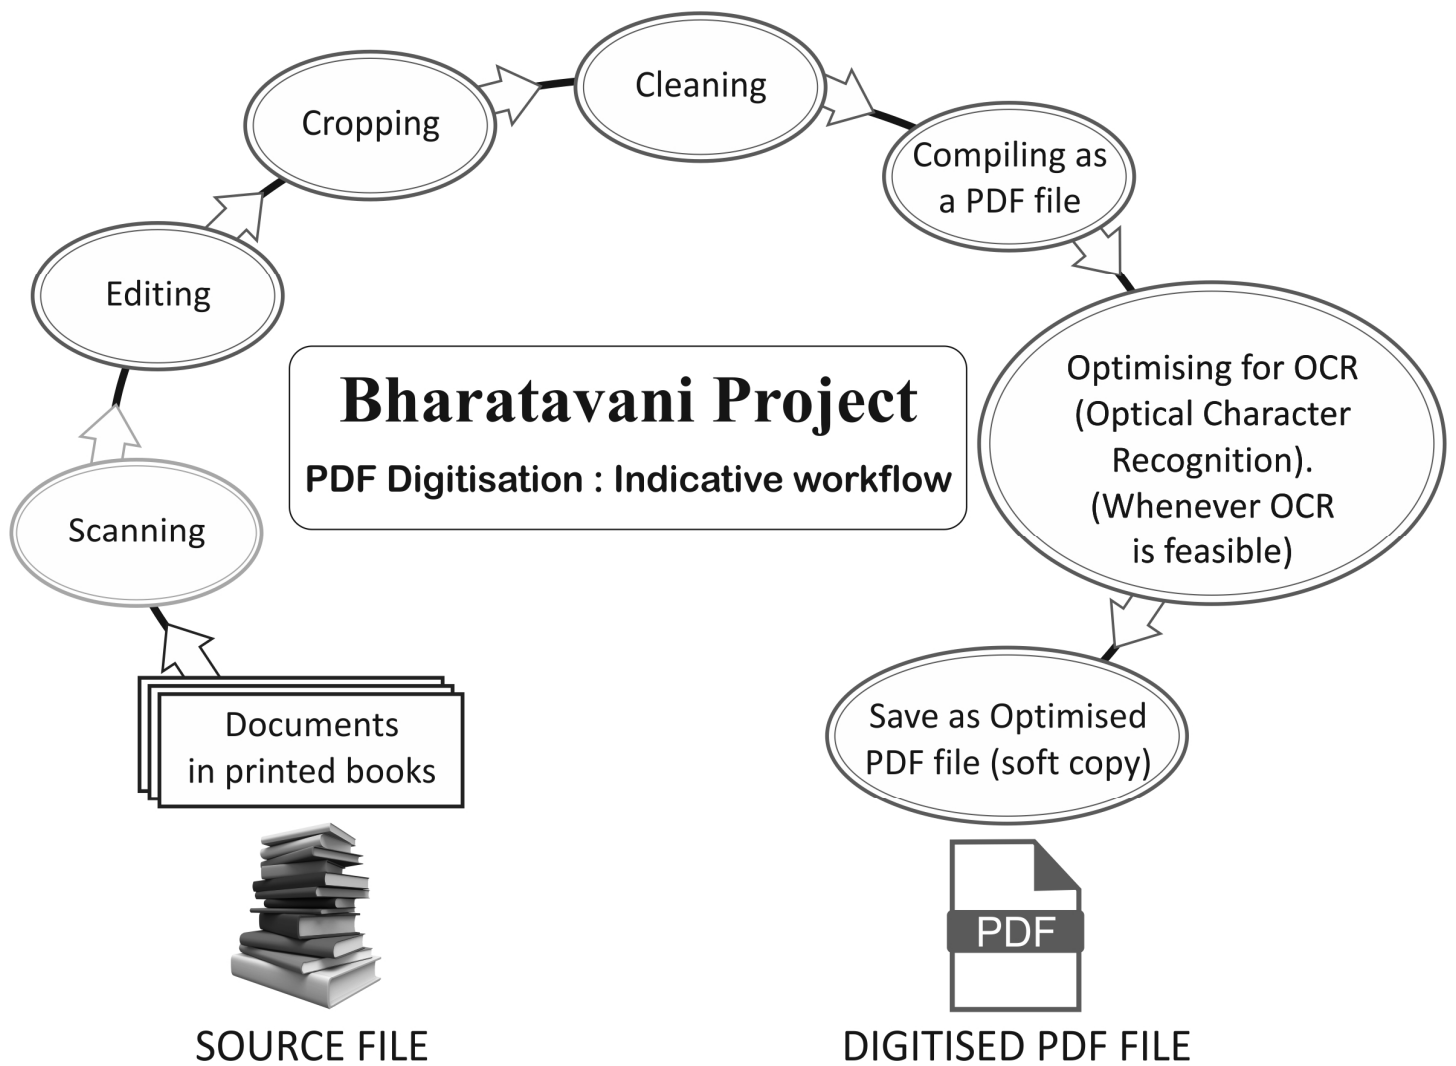 Cleaning
Cropping
Compiling as
a PDF file
Editing
Optimising for OCR
(Optical Character
Recognition).
(Whenever OCR
is feasible)
Bharatavani Project
PDF Digitisation : Indicative workflow
Scanning
Documents
in printed books
Save as Optimised
PDF file (soft copy)
PDF
SOURCE FILE
DIGITISED PDF FILE